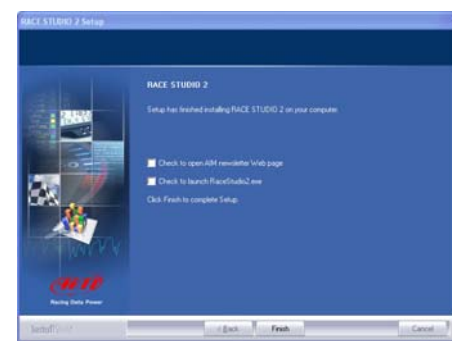 RACE STUDIO 2 Setup
RACE STUDIO 2
Setup has finished installing RACE STUDIO 2 on your computer.
Check to open AIM newsletter Web page
Check to launch RaceStudio2.exe
Click Finish to complete Setup.
AIM
Racing Data Power
< Back
Finish
Cancel